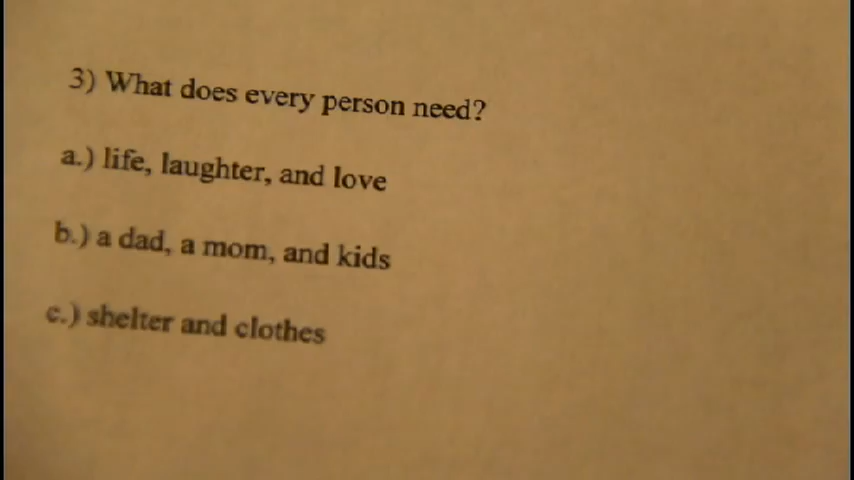 3) What does every person need?
a.) life, laughter, and love
b.) a dad, a mom, and kids
c.) shelter and clothes